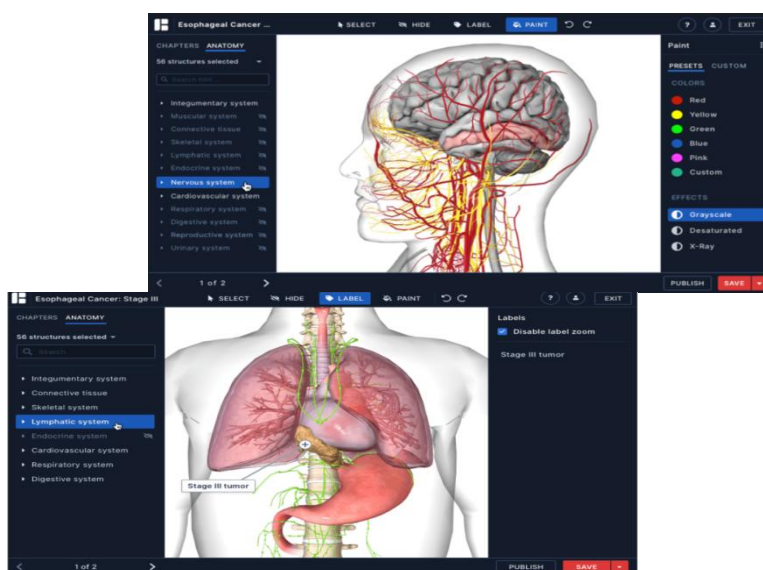 Esophageal Cancer ...
SELECT
HIDE
LABEL
PAINT
?
EXIT
CHAPTERS ANATOMY
56 structures selected
Integumentary system
Muscular system
Connective tissue
Skeletal system
Lymphatic system
Endocrine system
Nervous system
Cardiovascular system
Respiratory system
Digestive system
Reproductive system
Urinary system
1 of 2
Paint
PRESETS CUSTOM
COLORS
Red
Yellow
Green
Blue
Pink
Custom
EFFECTS
Grayscale
Desaturated
X-Ray
PUBLISH
SAVE
Esophageal Cancer: Stage III
SELECT
HIDE
LABEL
PAINT
?
EXIT
CHAPTERS ANATOMY
56 structures selected
Search
Integumentary system
Connective tissue
Skeletal system
Lymphatic system
Endocrine system
Cardiovascular system
Respiratory system
Digestive system
1 of 2
Stage III tumor
Labels
Disable label zoom
Stage III tumor
PUBLISH
SAVE